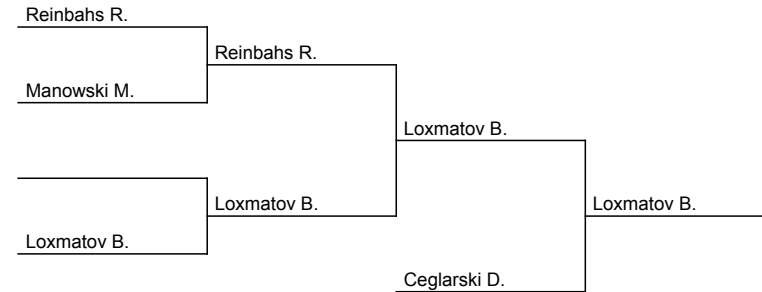 Reinbahs R.
Reinbahs R.
Manowski M.
Loxmatov B.
Loxmatov B.
Loxmatov B.
Loxmatov B.
Ceglarski D.